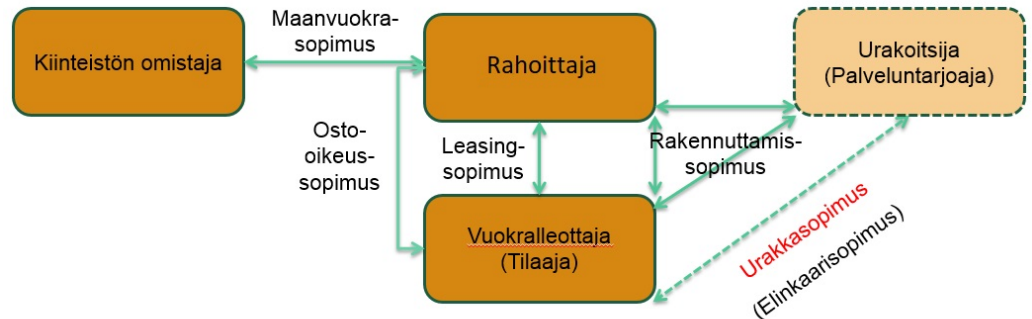 Maanvuokra-
sopimus
Kiinteistön omistaja
Rahoittaja
Urakoitsija
(Palveluntarjoaja)
Osto-
oikeus-
sopimus
Leasing-
sopimus
Rakennuttamis-
sopimus
Vuokralleottaja
(Tilaaja)
Urakkasopimus
(Elinkaarisopimus)